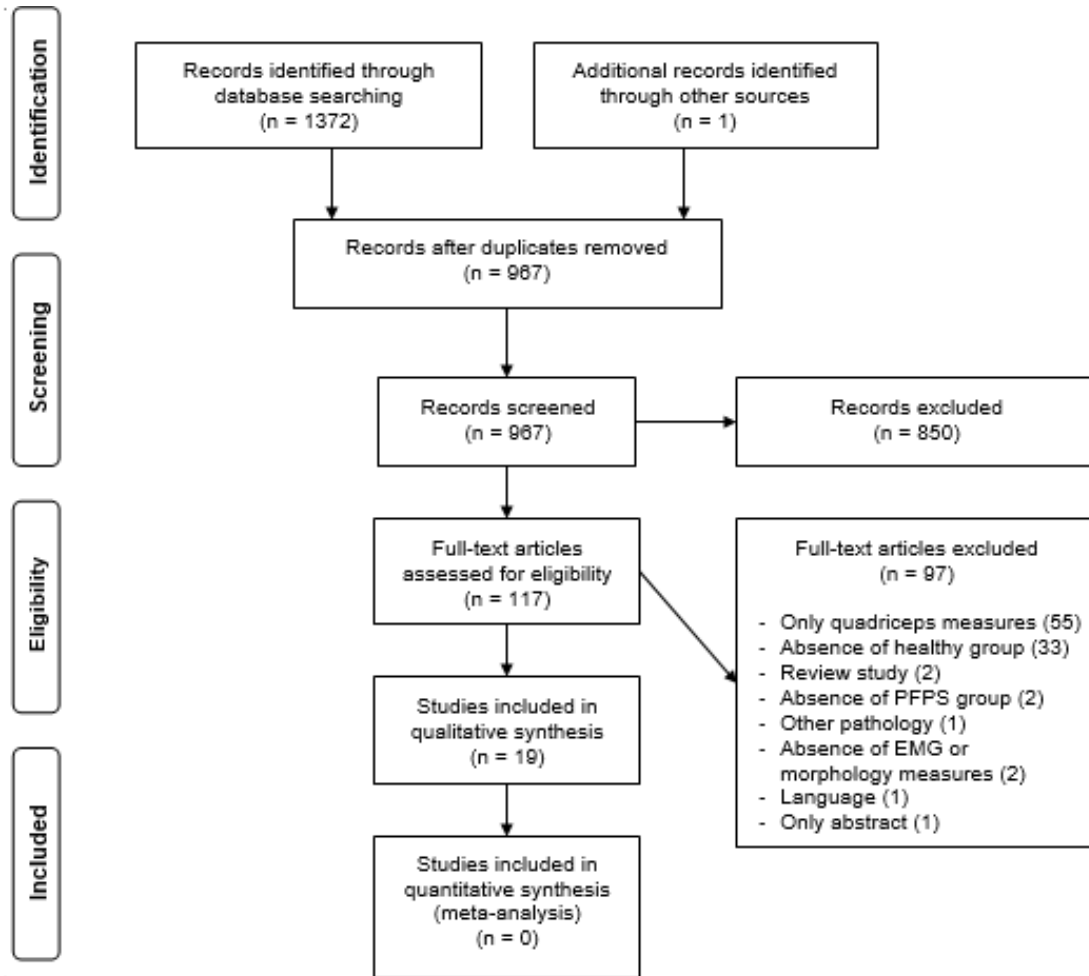 Identification
Records identified through
database searching
(n = 1372)
Additional records identified
through other sources
(n = 1)
Records after duplicates removed
(n = 967)
Screening
Records screened
(n = 967)
Records excluded
(n = 850)
Eligibility
Full-text articles
assessed for eligibility
(n = 117)
Full-text articles excluded
(n = 97)
- Only quadriceps measures (55)
- Absence of healthy group (33)
- Review study (2)
- Absence of PFPS group (2)
- Other pathology (1)
- Absence of EMG or
morphology measures (2)
- Language (1)
- Only abstract (1)
Studies included in
qualitative synthesis
(n = 19)
Included
Studies included in
quantitative synthesis
(meta-analysis)
(n = 0)